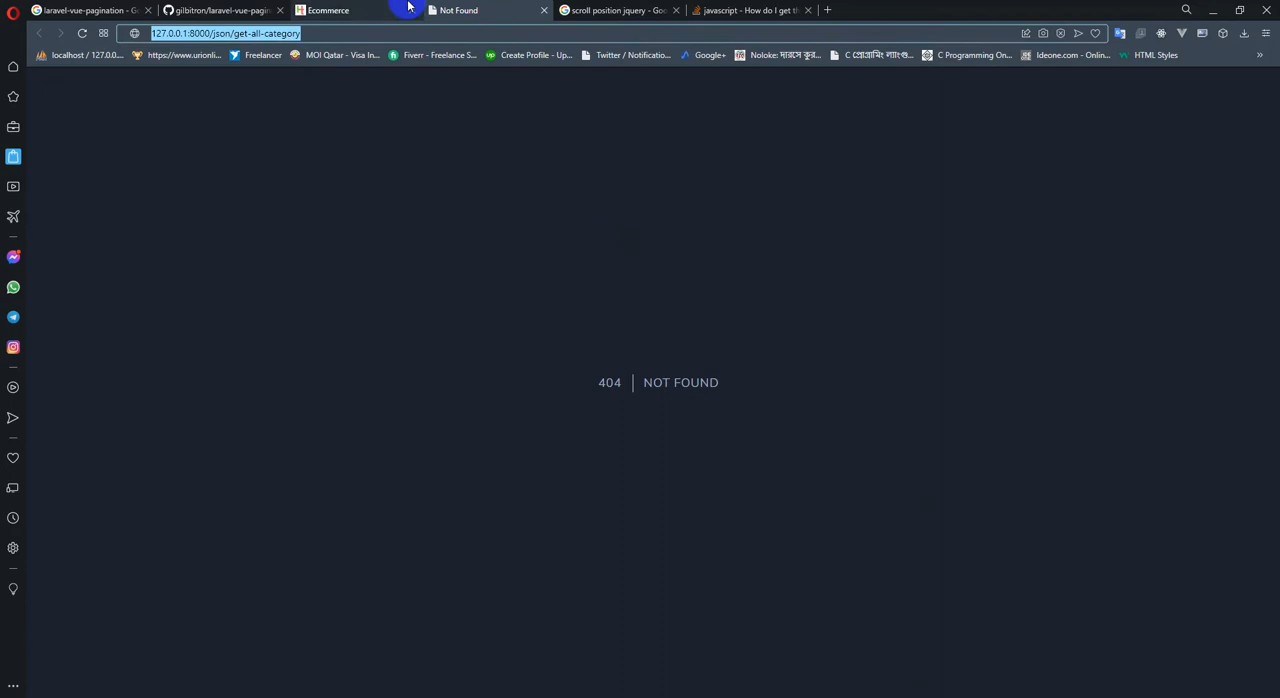 laravel-vue-pagination - Go
gilbitron/laravel-vue-pagin
Ecommerce
Not Found
scroll position jquery - Goo
javascript - How do I get th
127.0.0.1:8000/json/get-all-category
localhost / 127.0.0....
https://www.urionli...
Freelancer
MOI Qatar - Visa In...
Fiverr - Freelance S...
Create Profile - Up...
Twitter / Notificatio...
Google+
Noloke: দারসে কুর...
C প্রোগ্রামিং ল্যাংগু...
C Programming On...
Ideone.com - Onlin...
HTML Styles
404
NOT FOUND